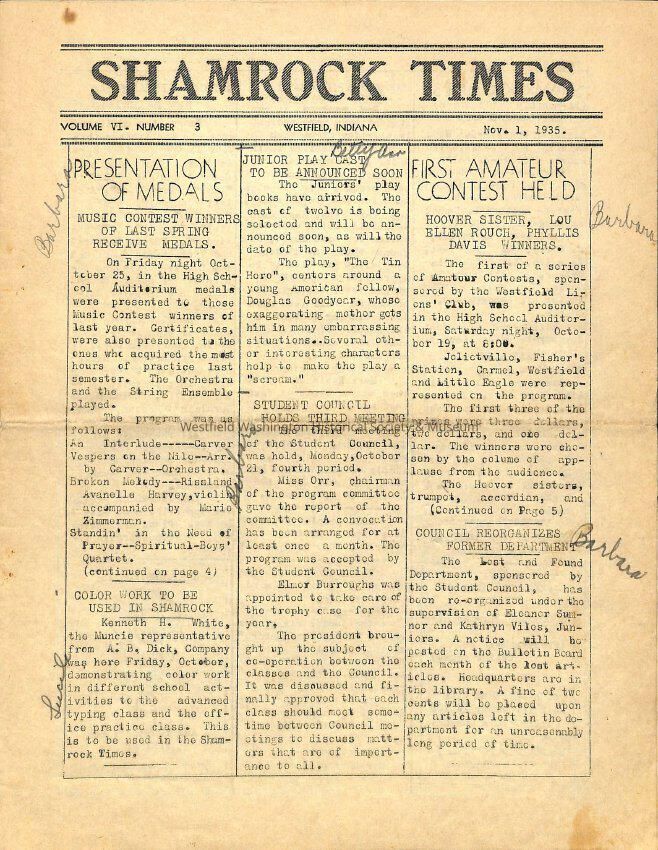 SHAMROCK TIMES
VOLUME VI. NUMBER 3
WESTFIELD, INDIANA
Nov. 1, 1935.
Barbara
PRESENTATION
OF MEDALS
MUSIC CONTEST WINNERS
OF LAST SPRING
RECEIVE MEDALS.
On Friday night Oct-
tober 25, in the High Sch-
ool Auditorium medals
were presented to those
Music Contest winners of
last year. Certificates,
were also presented to the
ones who acquired the most
hours of practice last
semester. The Orchestra
and the String Ensemble
played.
The program was as
follows:
An Interlude-----Carver
Vespers on the Nile--Arr.
by Carver--Orchestra.
Broken Melody---Rissland
Avanelle Harvey,violin
accompanied by Marie
Zimmerman.
Standin' in the Need of
Prayer--Spiritual-Boys'
Quartet.
(continued on page 4)
COLOR WORK TO BE
USED IN SHAMROCK
Kenneth H. White,
the Muncie representative
from A. B. Dick, Company
was here Friday, October,
demonstrating color work
in different school act-
ivities to the advanced
typing class and the off-
ice practice class. This
is to be used in the Sham-
rock Times.
Betty Ann
JUNIOR PLAY CAST
TO BE ANNOUNCED SOON
The Juniors' play
books have arrived. The
cast of twelve is being
selected and will be an-
nounced soon, as will the
date of the play.
The play, "The Tin
Hero", centers around a
young American fellow,
Douglas Goodyear, whose
exaggerating mother gets
him in many embarrassing
situations..Several oth-
er interesting characters
help to make the play a
"scream."
STUDENT COUNCIL
HOLDS THIRD MEETING
The third meeting
of the Student Council,
was held, Monday,October
21, fourth period.
Miss Orr, chairman
of the program committee
gave the report of the
committee. A convocation
has been arranged for at
least once a month. The
program was accepted by
the Student Council.
Elmer Burroughs was
appointed to take care of
the trophy case for the
year.
The president brou-
ght up the subject of
co-operation between the
classes and the Council.
It was discussed and fi-
nally approved that each
class should meet some-
time between Council me-
etings to discuss matt-
ers that are of import-
ance to all.
FIRST AMATEUR
CONTEST HELD
Barbara
HOOVER SISTER, LOU
ELLEN ROUCH, PHYLLIS
DAVIS WINNERS.
The first of a series
of Amatour Contests, spon-
sored by the Westfield Li-
ons' Club, was presented
in the High School Auditor-
ium, Saturday night, Octo-
ber 19, at 8:00.
Jolietville, Fisher's
Station, Carmel, Westfield
and Little Eagle were rep-
resented on the program.
The first three of the
prizes were three dollars,
two dollars, and one dol-
lar. The winners were cho-
sen by the colume of app-
lause from the audience.
The Hoover sisters,
trumpet, accordian, and
(Continued on Page 5)
COUNCIL REORGANIZES
FORMER DEPARTMENT
Barbara
The Lost and Found
Department, sponsored by
the Student Council, has
been re-organized under the
supervision of Eleanor Sum-
ner and Kathryn Viles, Jun-
iors. A notice will be
posted on the Bulletin Board
each month of the lost art-
icles. Headquarters are in
the library. A fine of two
cents will be placed upon
any articles left in the de-
partment for an unreasonably
long period of time.
Westfield Washington Historical Society & Museum